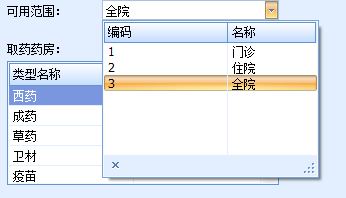 可用范围： 全院
编码 名称
1 门诊
2 住院
3 全院
取药药房：
类型名称
西药
成药
草药
卫材
疫苗